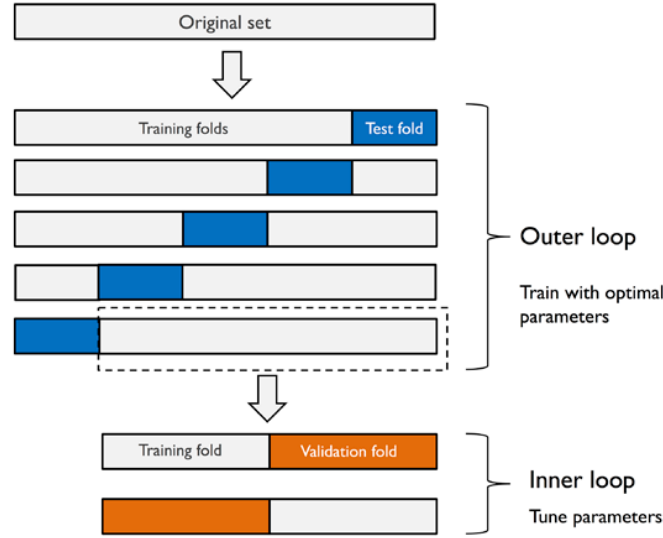 Original set
Training folds
Test fold
Outer loop
Train with optimal
parameters
Training fold
Validation fold
Inner loop
Tune parameters